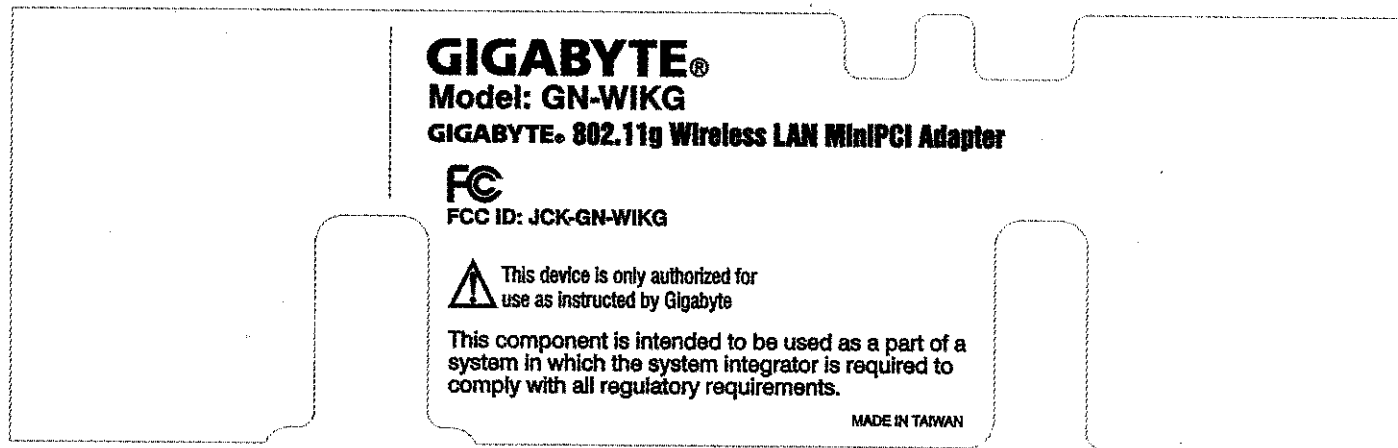 GIGABYTE®
Model: GN-WIKG
GIGABYTE® 802.11g Wireless LAN MiniPCI Adapter
FC
FCC ID: JCK-GN-WIKG
This device is only authorized for
use as instructed by Gigabyte
This component is intended to be used as a part of a
system in which the system integrator is required to
comply with all regulatory requirements.
MADE IN TAIWAN